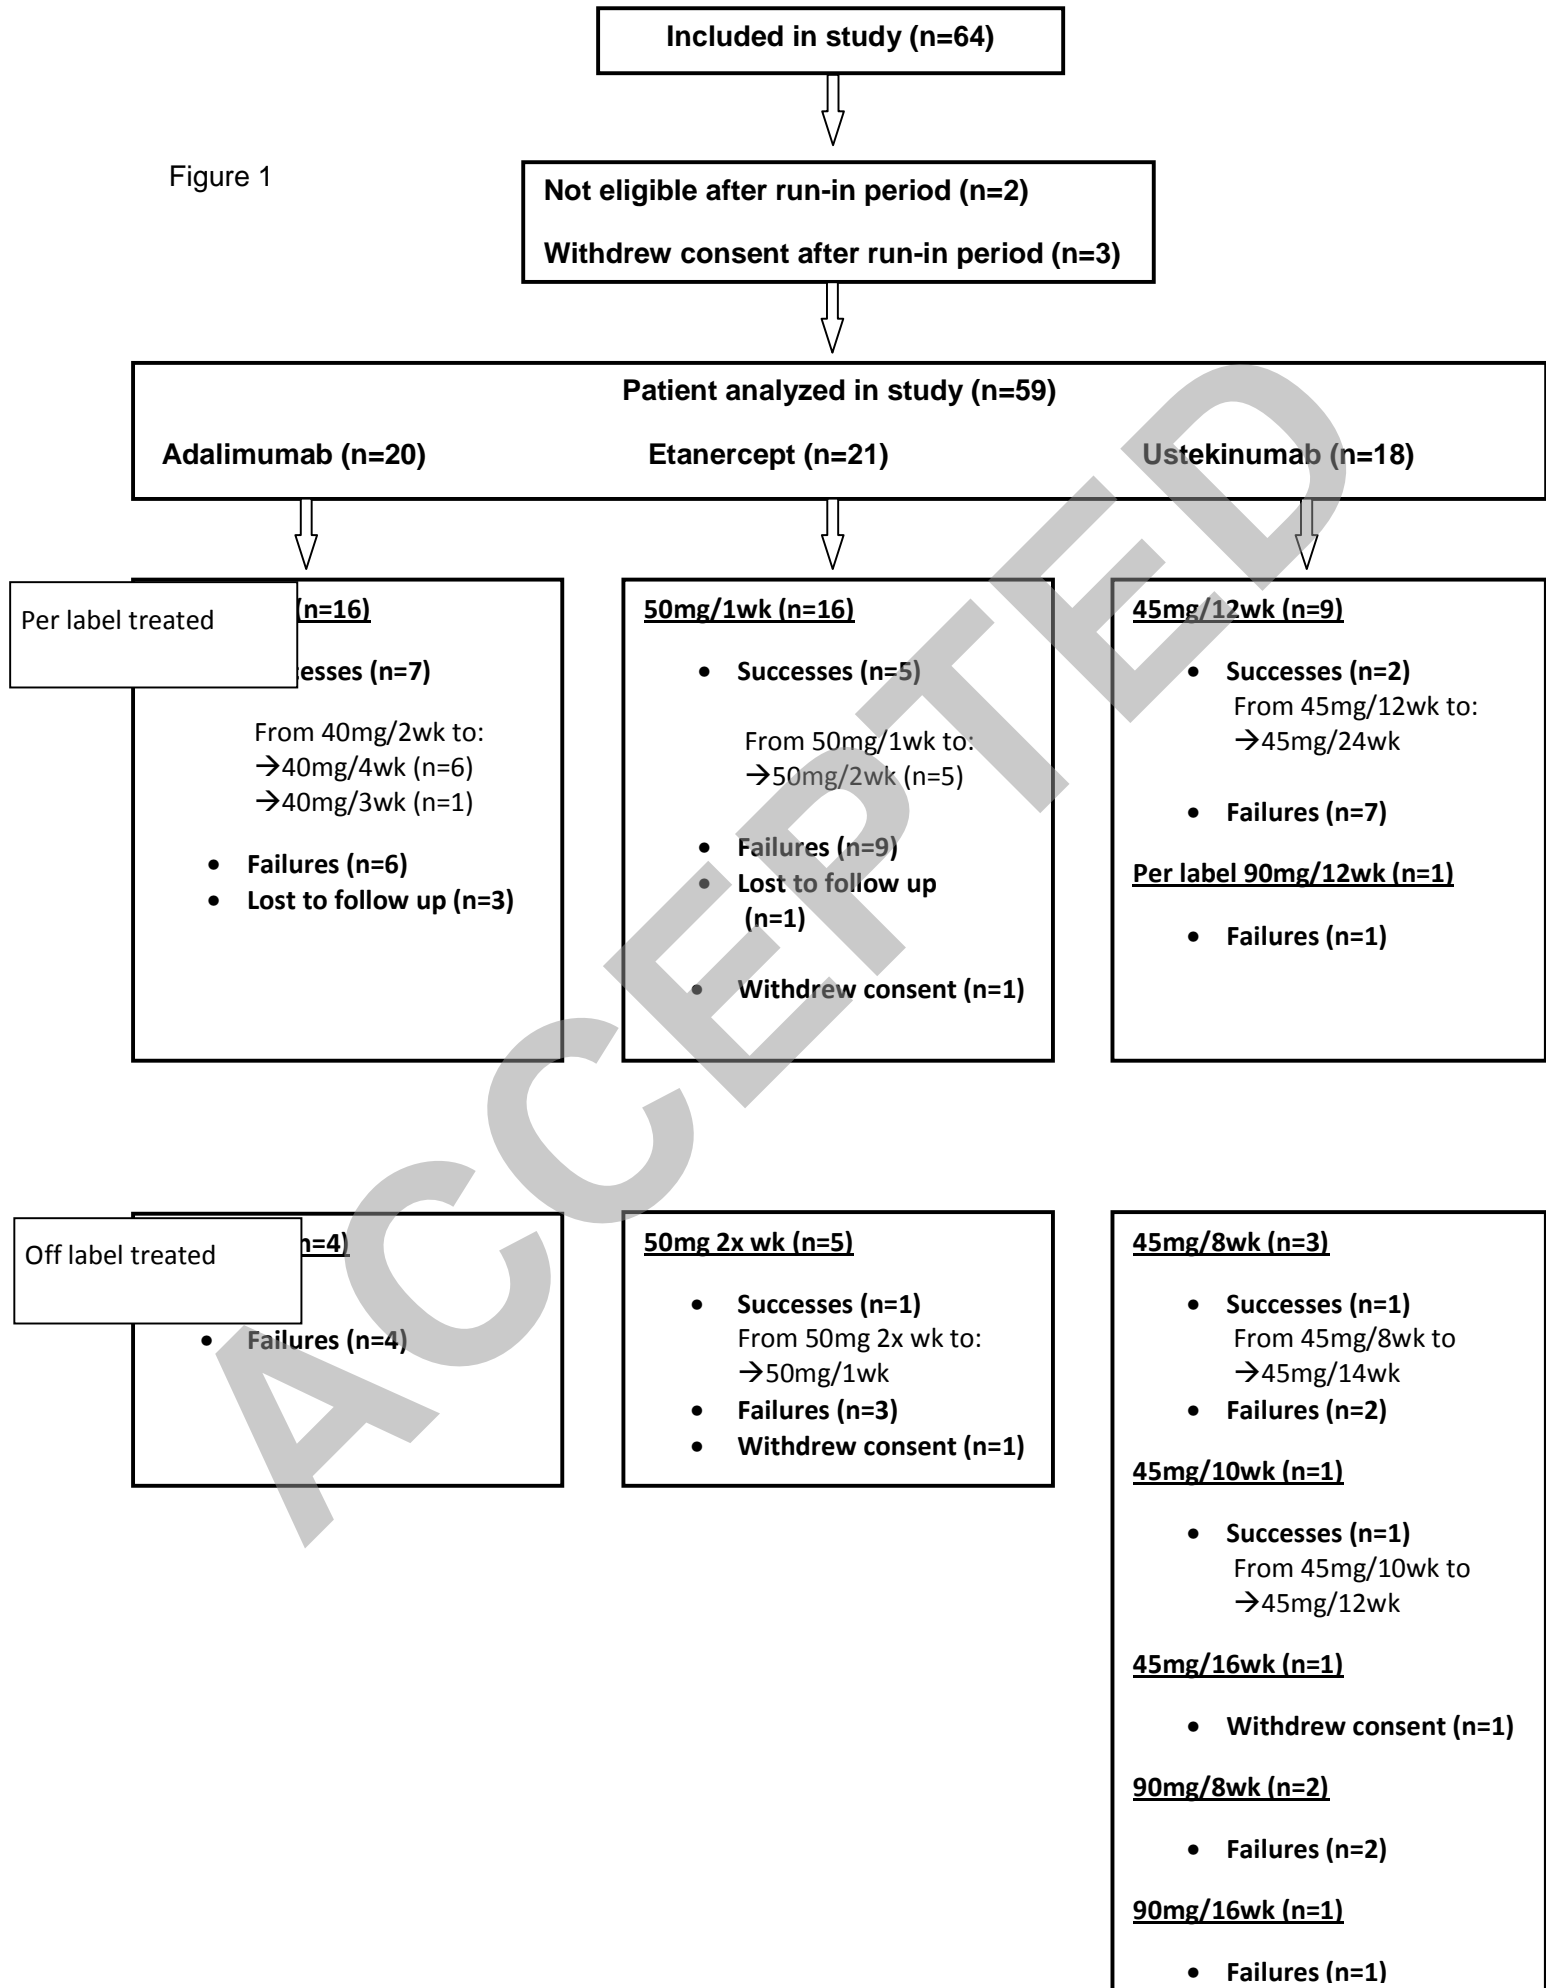 Included in study (n=64)
Figure 1
Not eligible after run-in period (n=2)
Withdrew consent after run-in period (n=3)
Patient analyzed in study (n=59)
Adalimumab (n=20)
Etanercept (n=21)
Ustekinumab (n=18)
Per label treated
(n=16)
cesses (n=7)
From 40mg/2wk to:
→40mg/4wk (n=6)
→40mg/3wk (n=1)
• Failures (n=6)
• Lost to follow up (n=3)
50mg/1wk (n=16)
• Successes (n=5)
From 50mg/1wk to:
→50mg/2wk (n=5)
• Failures (n=9)
• Lost to follow up
(n=1)
• Withdrew consent (n=1)
45mg/12wk (n=9)
• Successes (n=2)
From 45mg/12wk to:
→45mg/24wk
• Failures (n=7)
Per label 90mg/12wk (n=1)
• Failures (n=1)
Off label treated
n=4)
• Failures (n=4)
50mg 2x wk (n=5)
• Successes (n=1)
From 50mg 2x wk to:
→50mg/1wk
• Failures (n=3)
• Withdrew consent (n=1)
45mg/8wk (n=3)
• Successes (n=1)
From 45mg/8wk to
→45mg/14wk
• Failures (n=2)
45mg/10wk (n=1)
• Successes (n=1)
From 45mg/10wk to
→45mg/12wk
45mg/16wk (n=1)
• Withdrew consent (n=1)
90mg/8wk (n=2)
• Failures (n=2)
90mg/16wk (n=1)
• Failures (n=1)
ACCEPTED